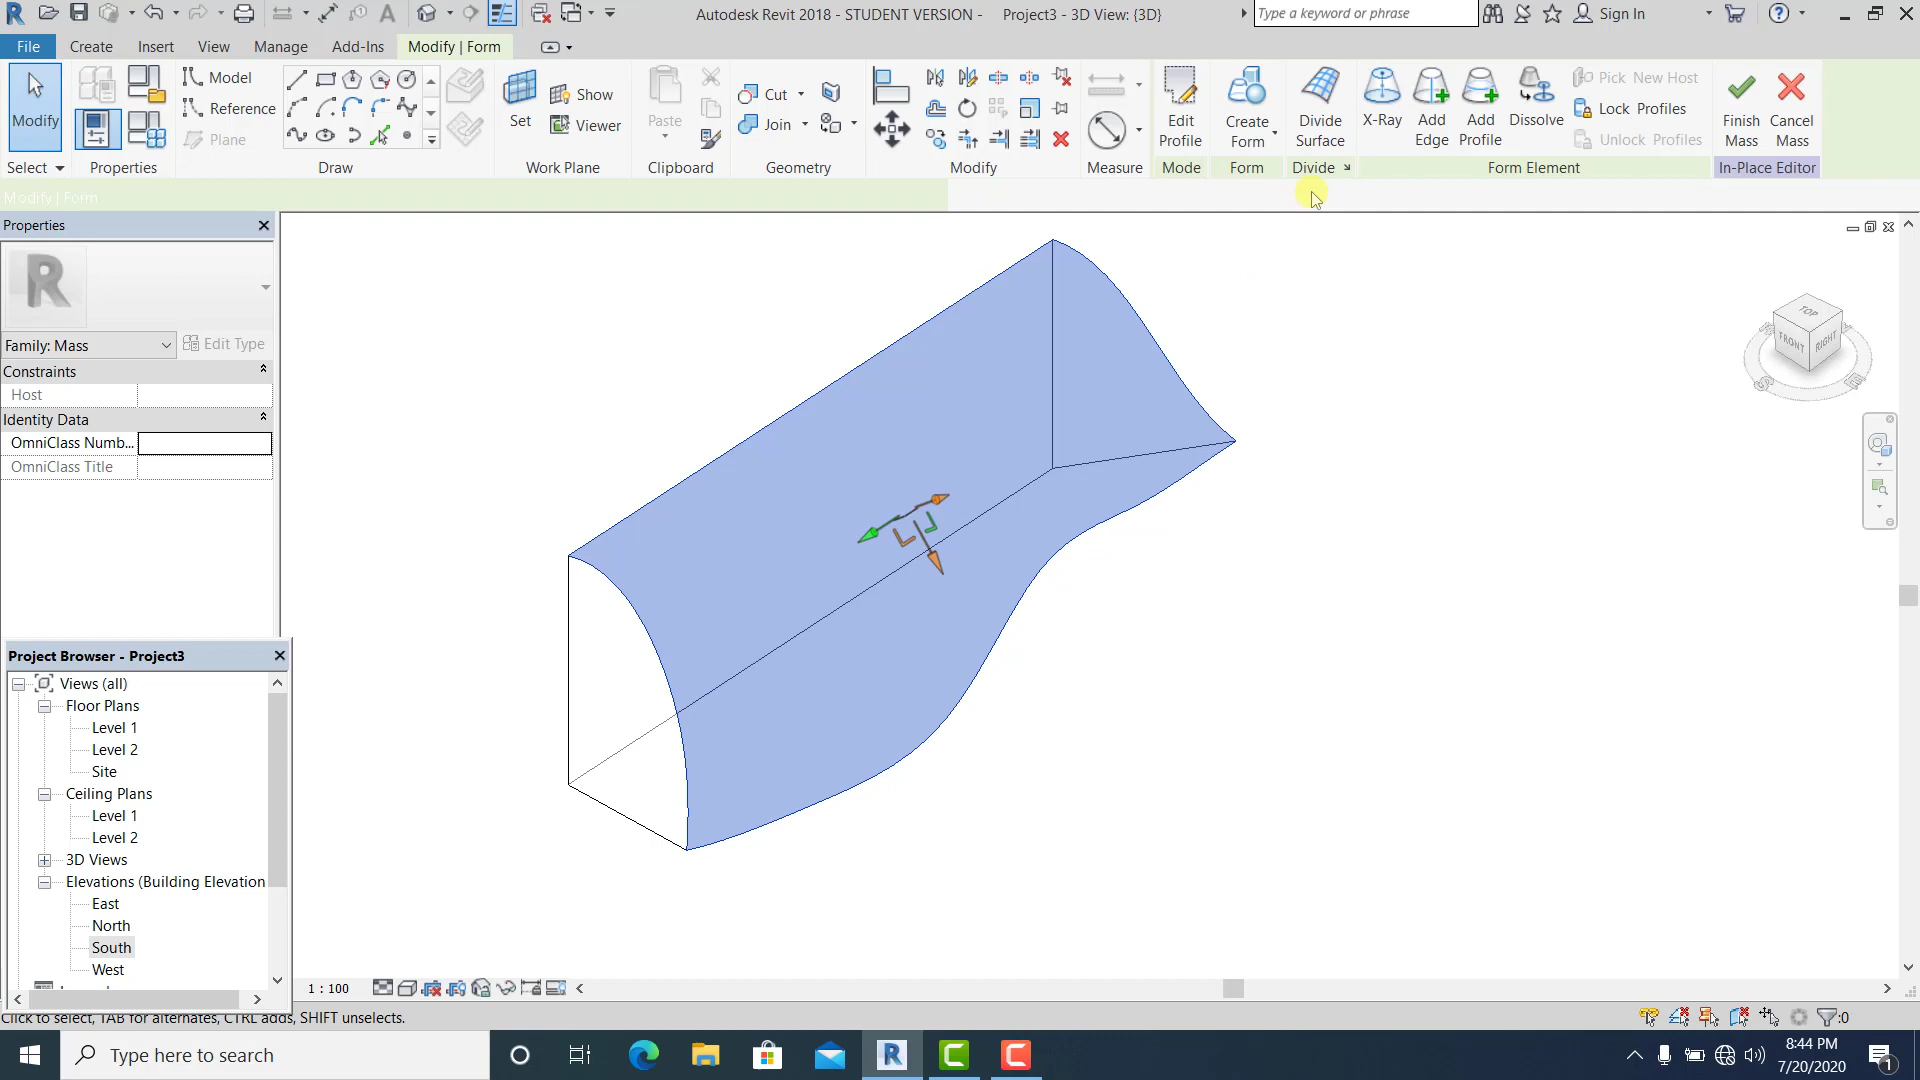 Autodesk Revit 2018 - STUDENT VERSION - Project3 - 3D View: {3D}
Type a keyword or phrase
Sign In
File Create Insert View Manage Add-Ins Modify | Form
Modify
Select
Properties
Model
Reference
Plane
Draw
Set
Show
Viewer
Work Plane
Paste
Clipboard
Cut
Join
Geometry
Modify
Measure
Edit Profile
Mode
Create Form
Form
Divide Surface
Divide
X-Ray
Add Edge
Add Profile
Dissolve
Pick New Host
Lock Profiles
Unlock Profiles
Form Element
Finish Mass
Cancel Mass
In-Place Editor
Modify | Form
Properties
Family: Mass
Edit Type
Constraints
Host
Identity Data
OmniClass Numb...
OmniClass Title
Project Browser - Project3
Views (all)
Floor Plans
Level 1
Level 2
Site
Ceiling Plans
Level 1
Level 2
3D Views
Elevations (Building Elevation
East
North
South
West
TOP
FRONT
RIGHT
S
E
1 : 100
Click to select, TAB for alternates, CTRL adds, SHIFT unselects.
:0
Type here to search
8:44 PM
7/20/2020
1